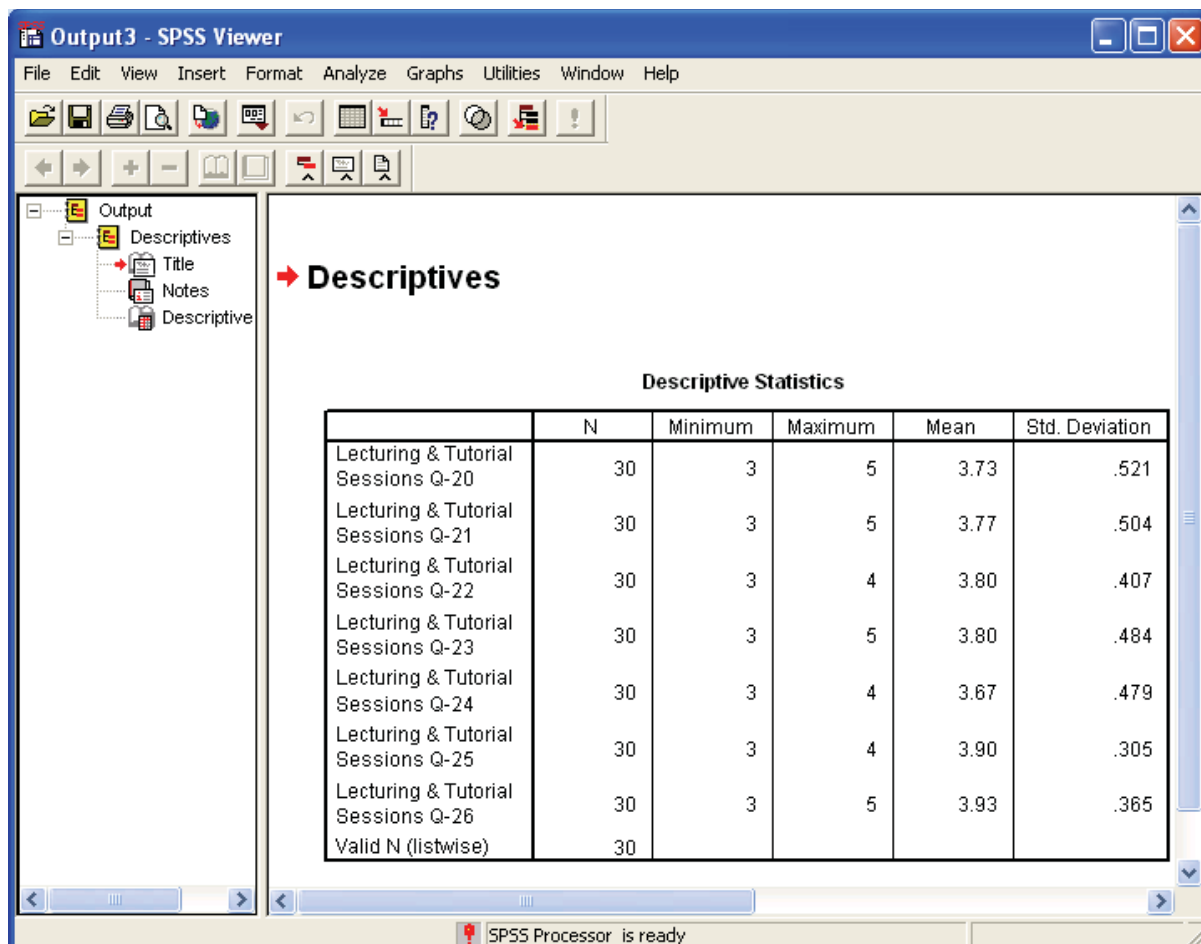 Output3 - SPSS Viewer
File Edit View Insert Format Analyze Graphs Utilities Window Help
Output
Descriptives
Title
Notes
Descriptive
Descriptives
Descriptive Statistics
N Minimum Maximum Mean Std. Deviation
Lecturing & Tutorial
Sessions Q-20 30 3 5 3.73 .521
Lecturing & Tutorial
Sessions Q-21 30 3 5 3.77 .504
Lecturing & Tutorial
Sessions Q-22 30 3 4 3.80 .407
Lecturing & Tutorial
Sessions Q-23 30 3 5 3.80 .484
Lecturing & Tutorial
Sessions Q-24 30 3 4 3.67 .479
Lecturing & Tutorial
Sessions Q-25 30 3 4 3.90 .305
Lecturing & Tutorial
Sessions Q-26 30 3 5 3.93 .365
Valid N (listwise) 30
SPSS Processor is ready